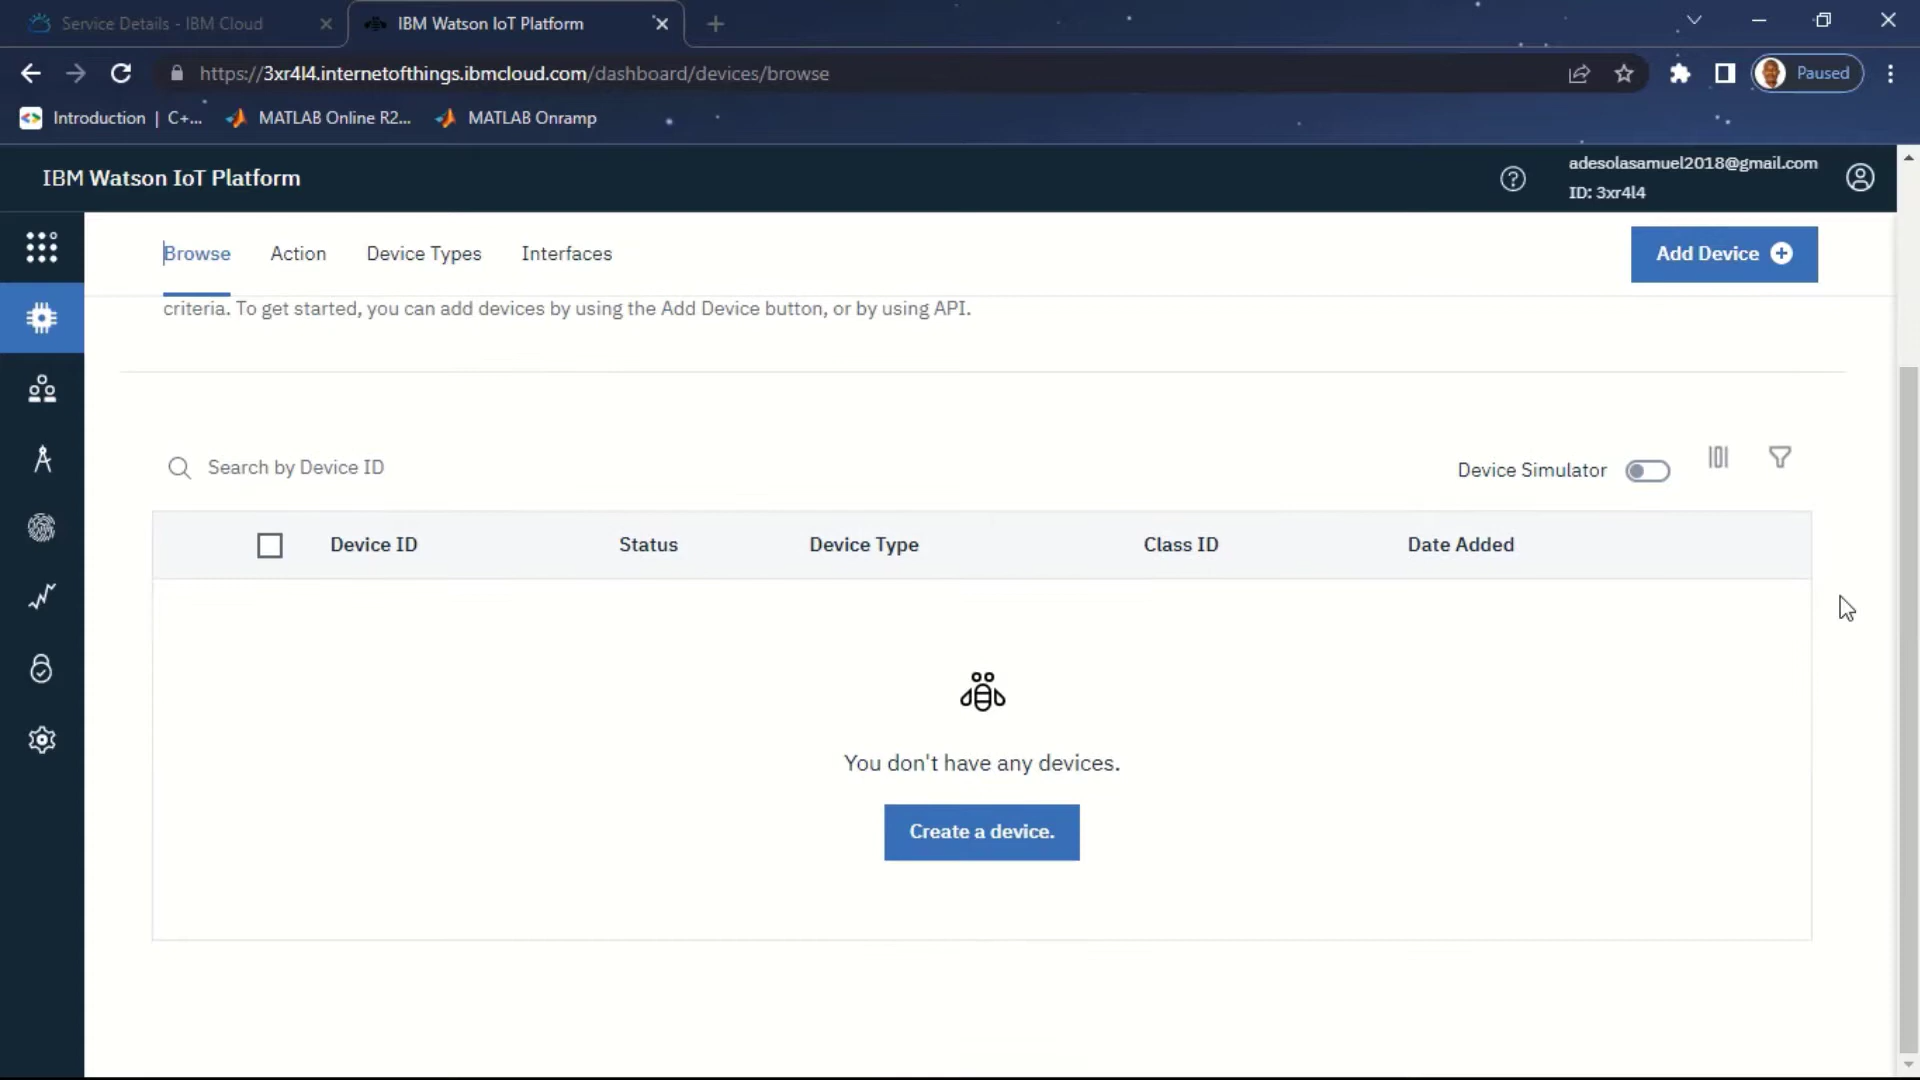 Service Details - IBM Cloud
IBM Watson IoT Platform
https://3xr4l4.internetofthings.ibmcloud.com/dashboard/devices/browse
Paused
Introduction | C+...
MATLAB Online R2...
MATLAB Onramp
IBM Watson IoT Platform
adesolasamuel2018@gmail.com
ID: 3xr4l4
Browse
Action
Device Types
Interfaces
Add Device
criteria. To get started, you can add devices by using the Add Device button, or by using API.
Search by Device ID
Device Simulator
Device ID
Status
Device Type
Class ID
Date Added
You don't have any devices.
Create a device.